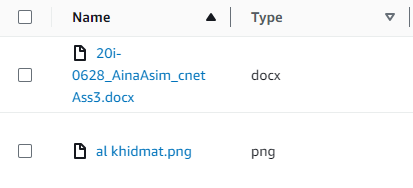 Name Type
20i-
0628_AinaAsim_cnet
Ass3.docx docx
al khidmat.png png